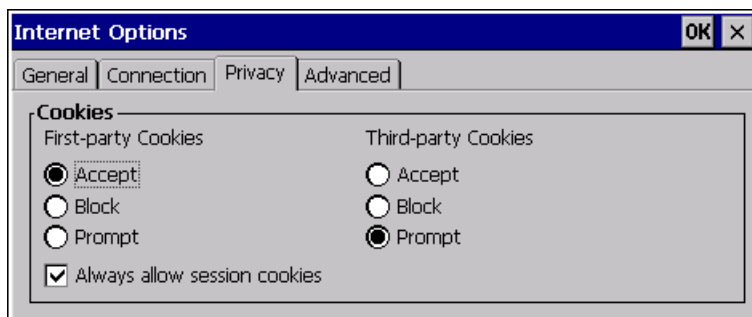 Internet Options OK ×
General Connection Privacy Advanced
Cookies
First-party Cookies Third-party Cookies
Accept Accept
Block Block
Prompt Prompt
Always allow session cookies